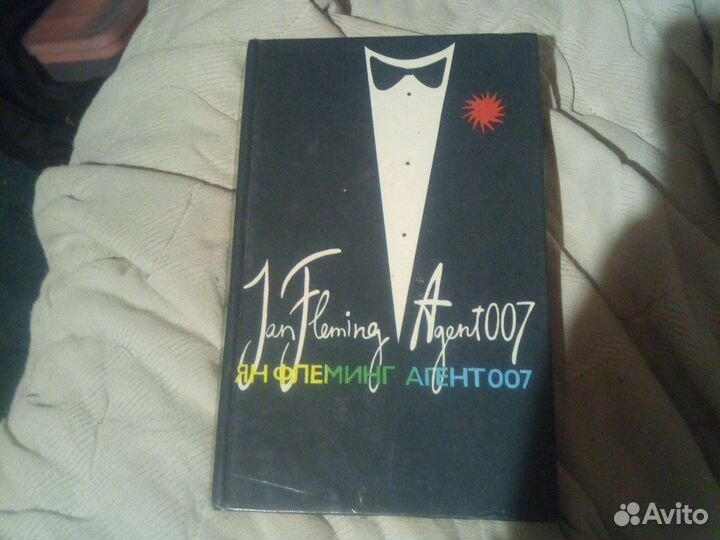 Jan Fleming Agent 007
ЯН ФЛЕМИНГ АГЕНТ 007
Avito